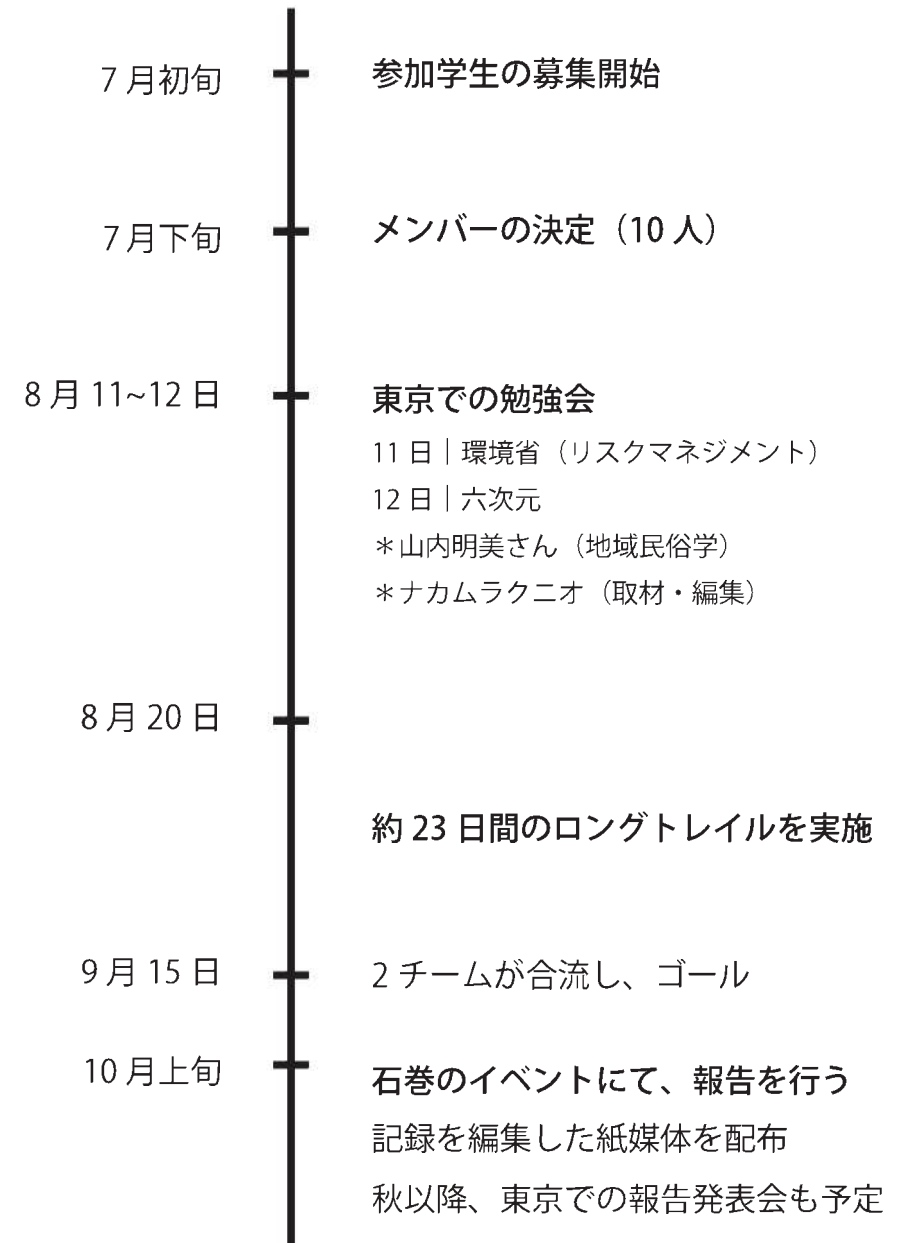 7月初旬
参加学生の募集開始
7月下旬
メンバーの決定（10人）
8月11~12日
東京での勉強会
11日｜環境省（リスクマネジメント）
12日｜六次元
＊山内明美さん（地域民俗学）
＊ナカムラクニオ（取材・編集）
8月20日
約23日間のロングトレイルを実施
9月15日
2チームが合流し、ゴール
10月上旬
石巻のイベントにて、報告を行う
記録を編集した紙媒体を配布
秋以降、東京での報告発表会も予定